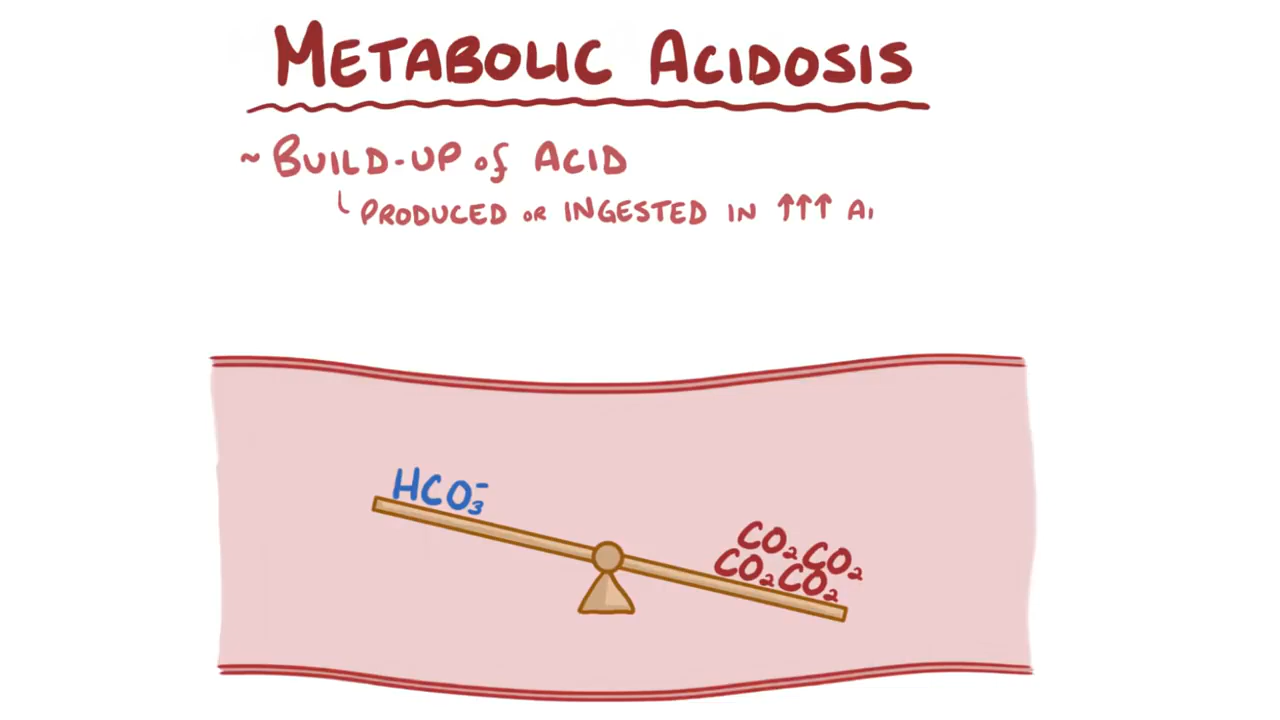 METABOLIC ACIDOSIS
~ BUILD-UP of ACID
PRODUCED OR INGESTED IN ↑↑↑
HCO₃⁻
CO₂CO₂
CO₂CO₂